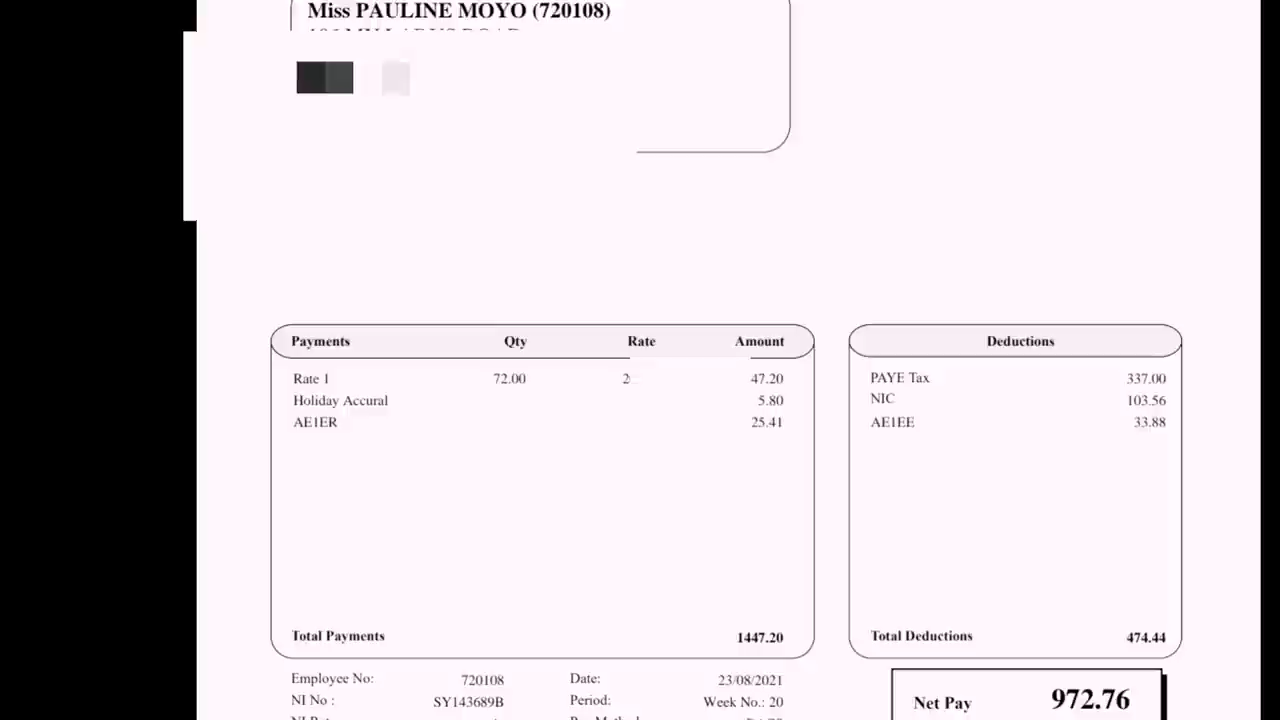 Miss PAULINE MOYO (720108)
Payments Qty Rate Amount
Rate 1 72.00 2 47.20
Holiday Accural 5.80
AE1ER 25.41
Total Payments 1447.20
Deductions
PAYE Tax 337.00
NIC 103.56
AE1EE 33.88
Total Deductions 474.44
Employee No: 720108 Date: 23/08/2021
NI No : SY143689B Period: Week No.: 20
Net Pay 972.76